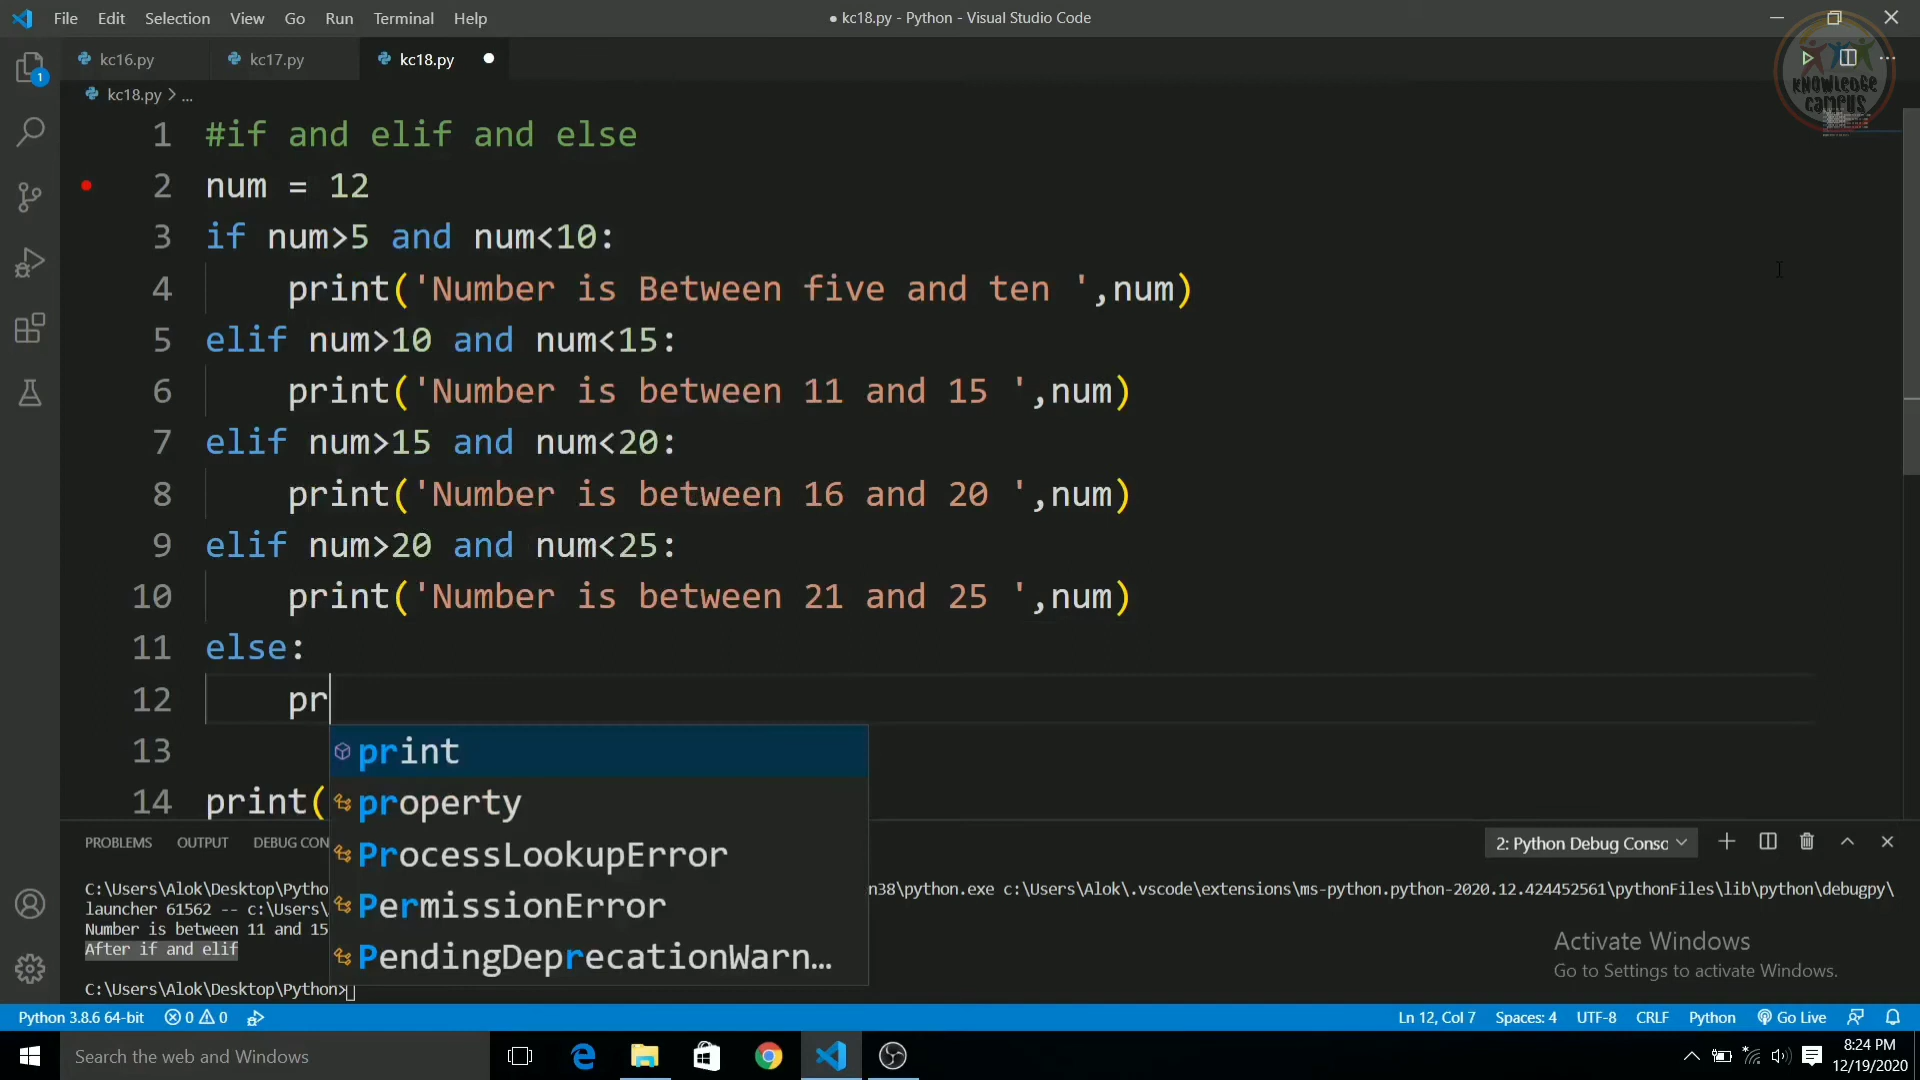 File Edit Selection View Go Run Terminal Help
● kc18.py - Python - Visual Studio Code
kc16.py kc17.py kc18.py
KNOWLEDGE
CAMPUS
kc18.py > ...
1 #if and elif and else
2 num = 12
3 if num>5 and num<10:
4 print('Number is Between five and ten ',num)
5 elif num>10 and num<15:
6 print('Number is between 11 and 15 ',num)
7 elif num>15 and num<20:
8 print('Number is between 16 and 20 ',num)
9 elif num>20 and num<25:
10 print('Number is between 21 and 25 ',num)
11 else:
12 pr
13
14 print(
print
property
ProcessLookupError
PermissionError
PendingDeprecationWarn...
PROBLEMS OUTPUT DEBUG CON 2: Python Debug Conso
C:\Users\Alok\Desktop\Pytho n38\python.exe c:\Users\Alok\.vscode\extensions\ms-python.python-2020.12.424452561\pythonFiles\lib\python\debugpy\
launcher 61562 -- c:\Users\
Number is between 11 and 15
After if and elif
C:\Users\Alok\Desktop\Python>
Activate Windows
Go to Settings to activate Windows.
Python 3.8.6 64-bit 0 0 Ln 12, Col 7 Spaces: 4 UTF-8 CRLF Python Go Live
Search the web and Windows
8:24 PM
12/19/2020
1